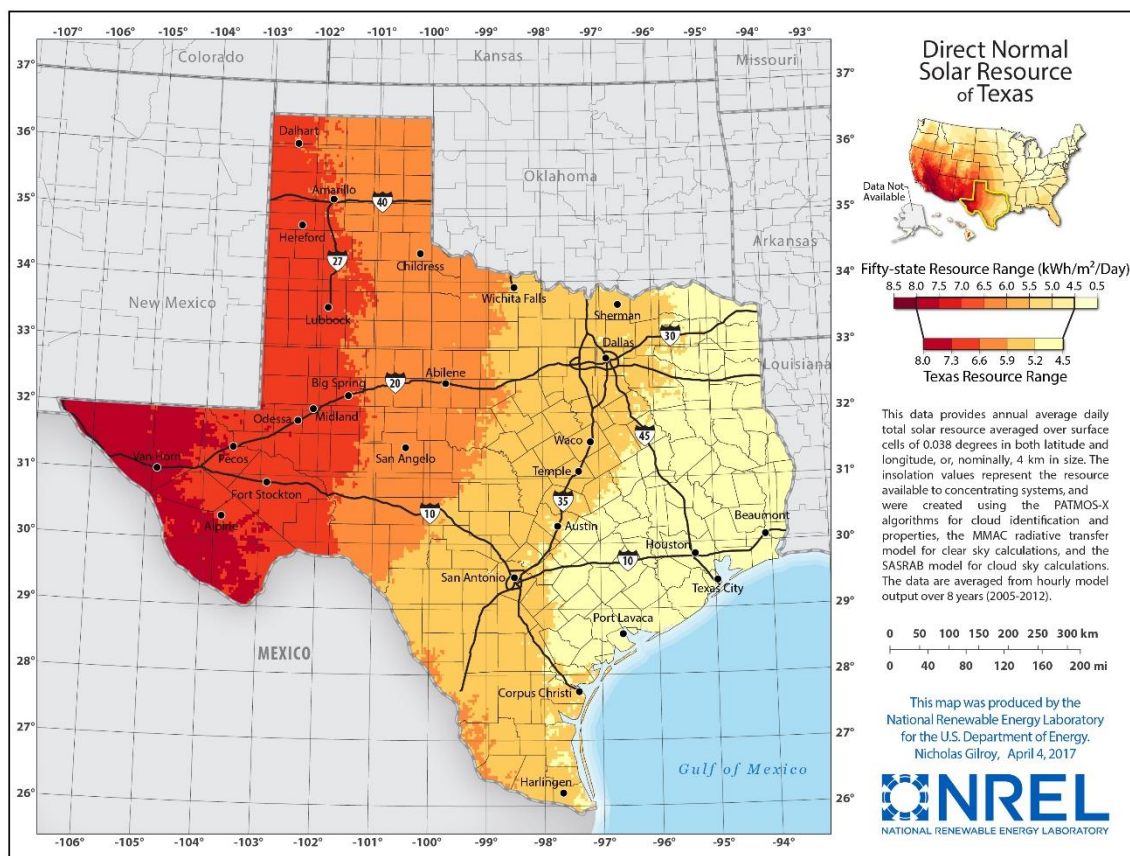 -107° -106° -105° -104° -103° -102° -101° -100° -99° -98° -97° -96° -95° -94° -93°
Colorado
Kansas
Missouri
37° 37°
36° 36°
35° 35°
34° 34°
33° 33°
32° 32°
31° 31°
30° 30°
29° 29°
28° 28°
27° 27°
26° 26°
Dalhart
Oklahoma
Amarillo
40
Arkansas
Hereford
Childress
27
New Mexico
Wichita Falls
Lubbock
Sherman
30
Dallas
Louisiana
Big Spring
20
Abilene
Odessa
Midland
45
Waco
Van Horn
Pecos
San Angelo
Temple
Fort Stockton
35
Alpine
10
Austin
Beaumont
Houston
San Antonio
10
Texas City
Port Lavaca
MEXICO
Corpus Christi
Gulf of Mexico
Harlingen
-106° -105° -104° -103° -102° -101° -100° -99° -98° -97° -96° -95° -94°
Direct Normal
Solar Resource
of Texas
Data Not
Available
Fifty-state Resource Range (kWh/m²/Day)
8.5 8.0 7.5 7.0 6.5 6.0 5.5 5.0 4.5 0.5
8.0 7.3 6.6 5.9 5.2 4.5
Texas Resource Range
This data provides annual average daily
total solar resource averaged over surface
cells of 0.038 degrees in both latitude and
longitude, or, nominally, 4 km in size. The
insolation values represent the resource
available to concentrating systems, and
were created using the PATMOS-X
algorithms for cloud identification and
properties, the MMAC radiative transfer
model for clear sky calculations, and the
SASRAB model for cloud sky calculations.
The data are averaged from hourly model
output over 8 years (2005-2012).
0 50 100 150 200 250 300 km
0 40 80 120 160 200 mi
This map was produced by the
National Renewable Energy Laboratory
for the U.S. Department of Energy.
Nicholas Gilroy, April 4, 2017
NREL
NATIONAL RENEWABLE ENERGY LABORATORY